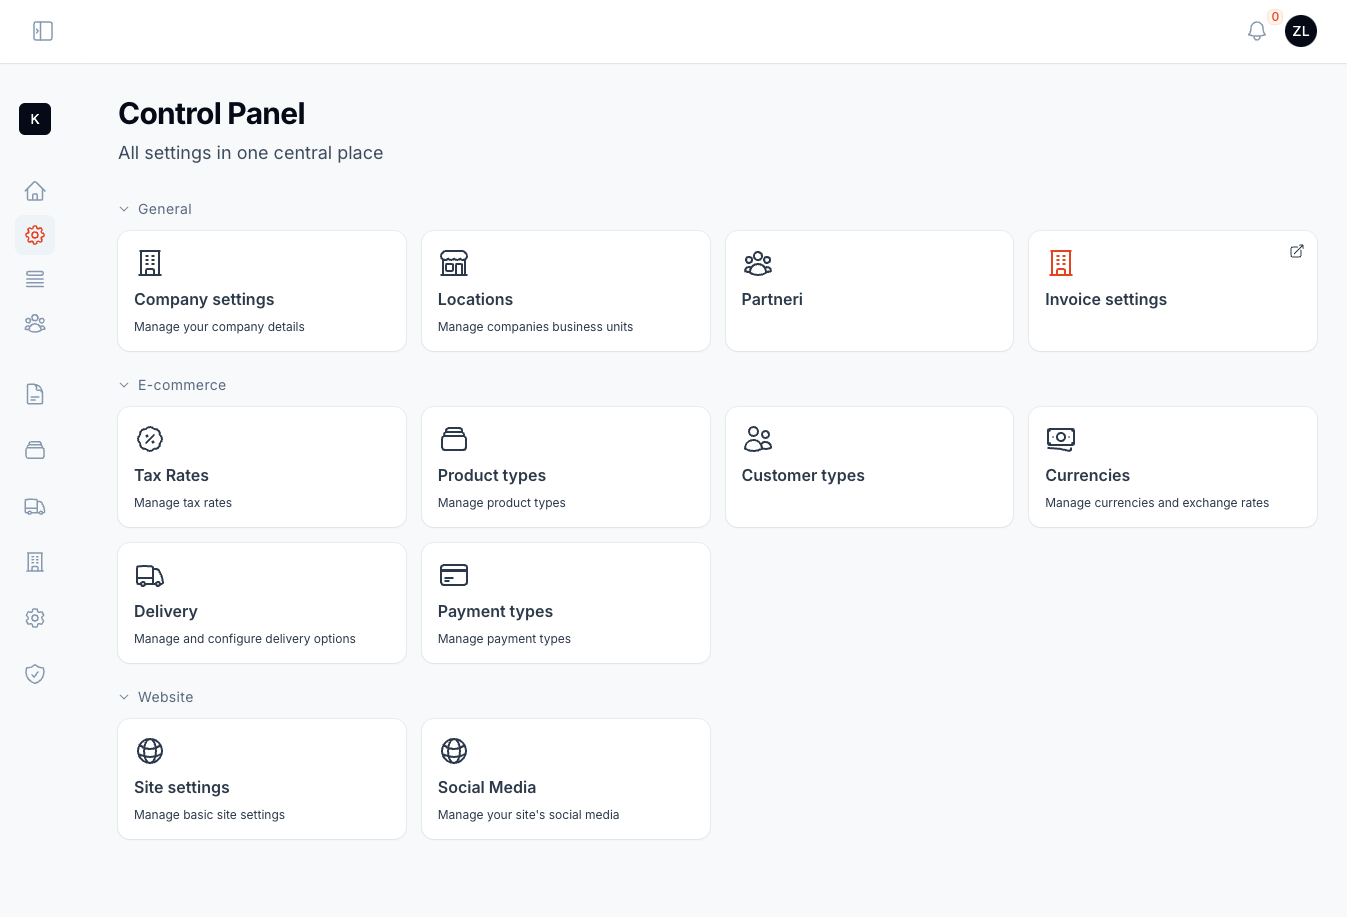 0
ZL
K
Control Panel
All settings in one central place
General
Company settings
Manage your company details
Locations
Manage companies business units
Partneri
Invoice settings
E-commerce
Tax Rates
Manage tax rates
Product types
Manage product types
Customer types
Currencies
Manage currencies and exchange rates
Delivery
Manage and configure delivery options
Payment types
Manage payment types
Website
Site settings
Manage basic site settings
Social Media
Manage your site's social media